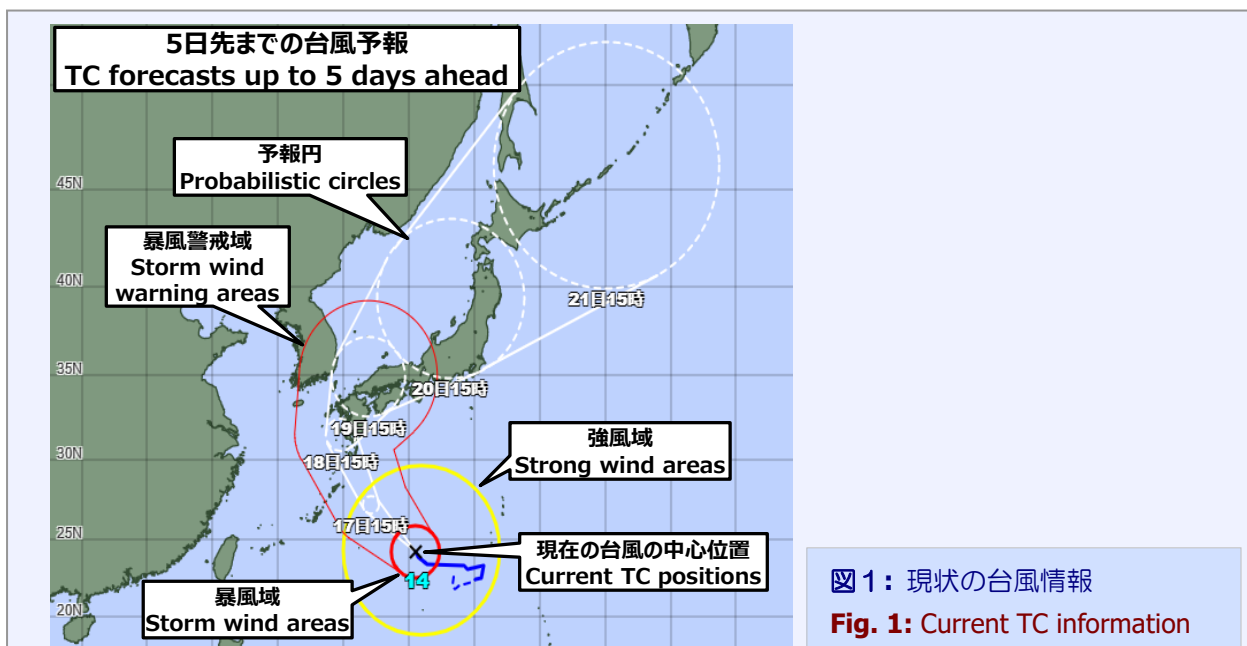 5日先までの台風予報
TC forecasts up to 5 days ahead
予報円
Probabilistic circles
45N
暴風警戒域
Storm wind
warning areas
40N
21日15時
35N
20日15時
19日15時
強風域
Strong wind areas
30N
18日15時
17日15時
25N
現在の台風の中心位置
Current TC positions
14
暴風域
Storm wind areas
20N
図1: 現状の台風情報
Fig. 1: Current TC information